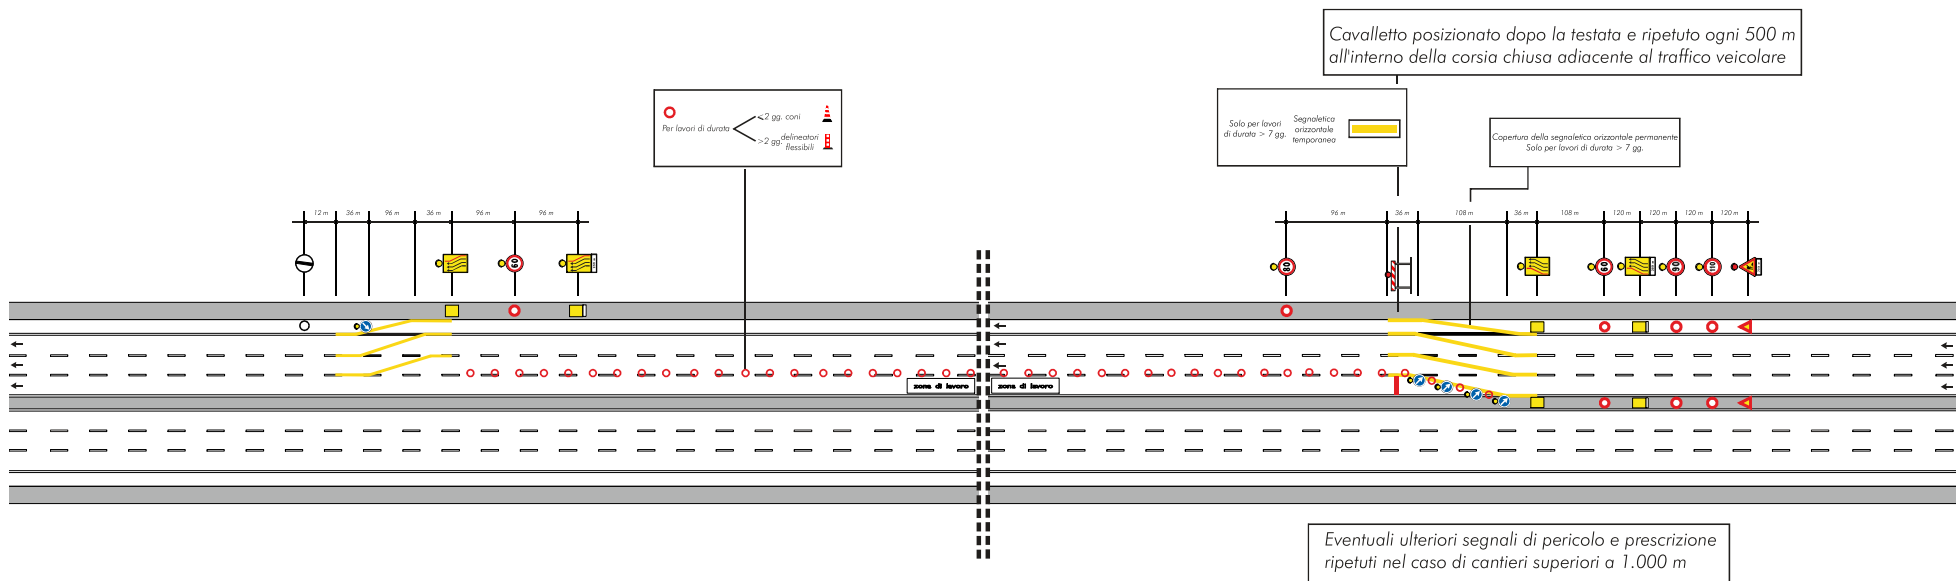 Cavalletto posizionato dopo la testata e ripetuto ogni 500 m
all'interno della corsia chiusa adiacente al traffico veicolare
Per lavori di durata
<2 gg. coni
>2 gg. delineatori
flessibili
Solo per lavori
di durata > 7 gg.
Segnaletica
orizzontale
temporanea
Copertura della segnaletica orizzontale permanente
Solo per lavori di durata > 7 gg.
12 m 36 m 96 m 36 m 96 m 96 m
96 m 36 m 108 m 36 m 108 m 120 m 120 m 120 m 120 m
60
80
60
90
110
zona di lavoro
zona di lavoro
Eventuali ulteriori segnali di pericolo e prescrizione
ripetuti nel caso di cantieri superiori a 1.000 m